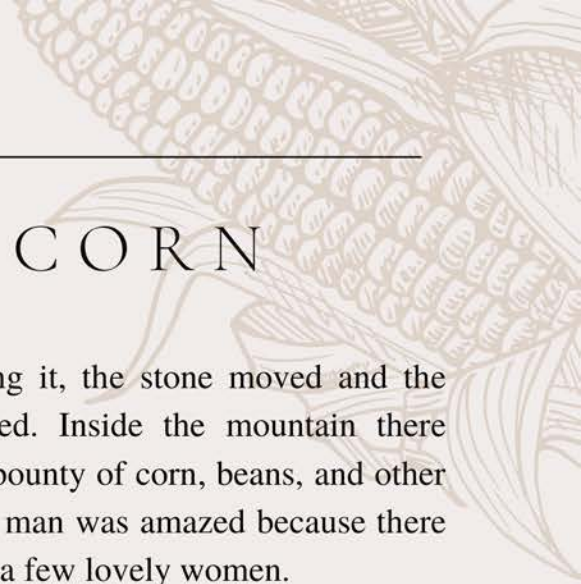 CORN
ng it, the stone moved and the
ed. Inside the mountain there
bounty of corn, beans, and other
man was amazed because there
a few lovely women.